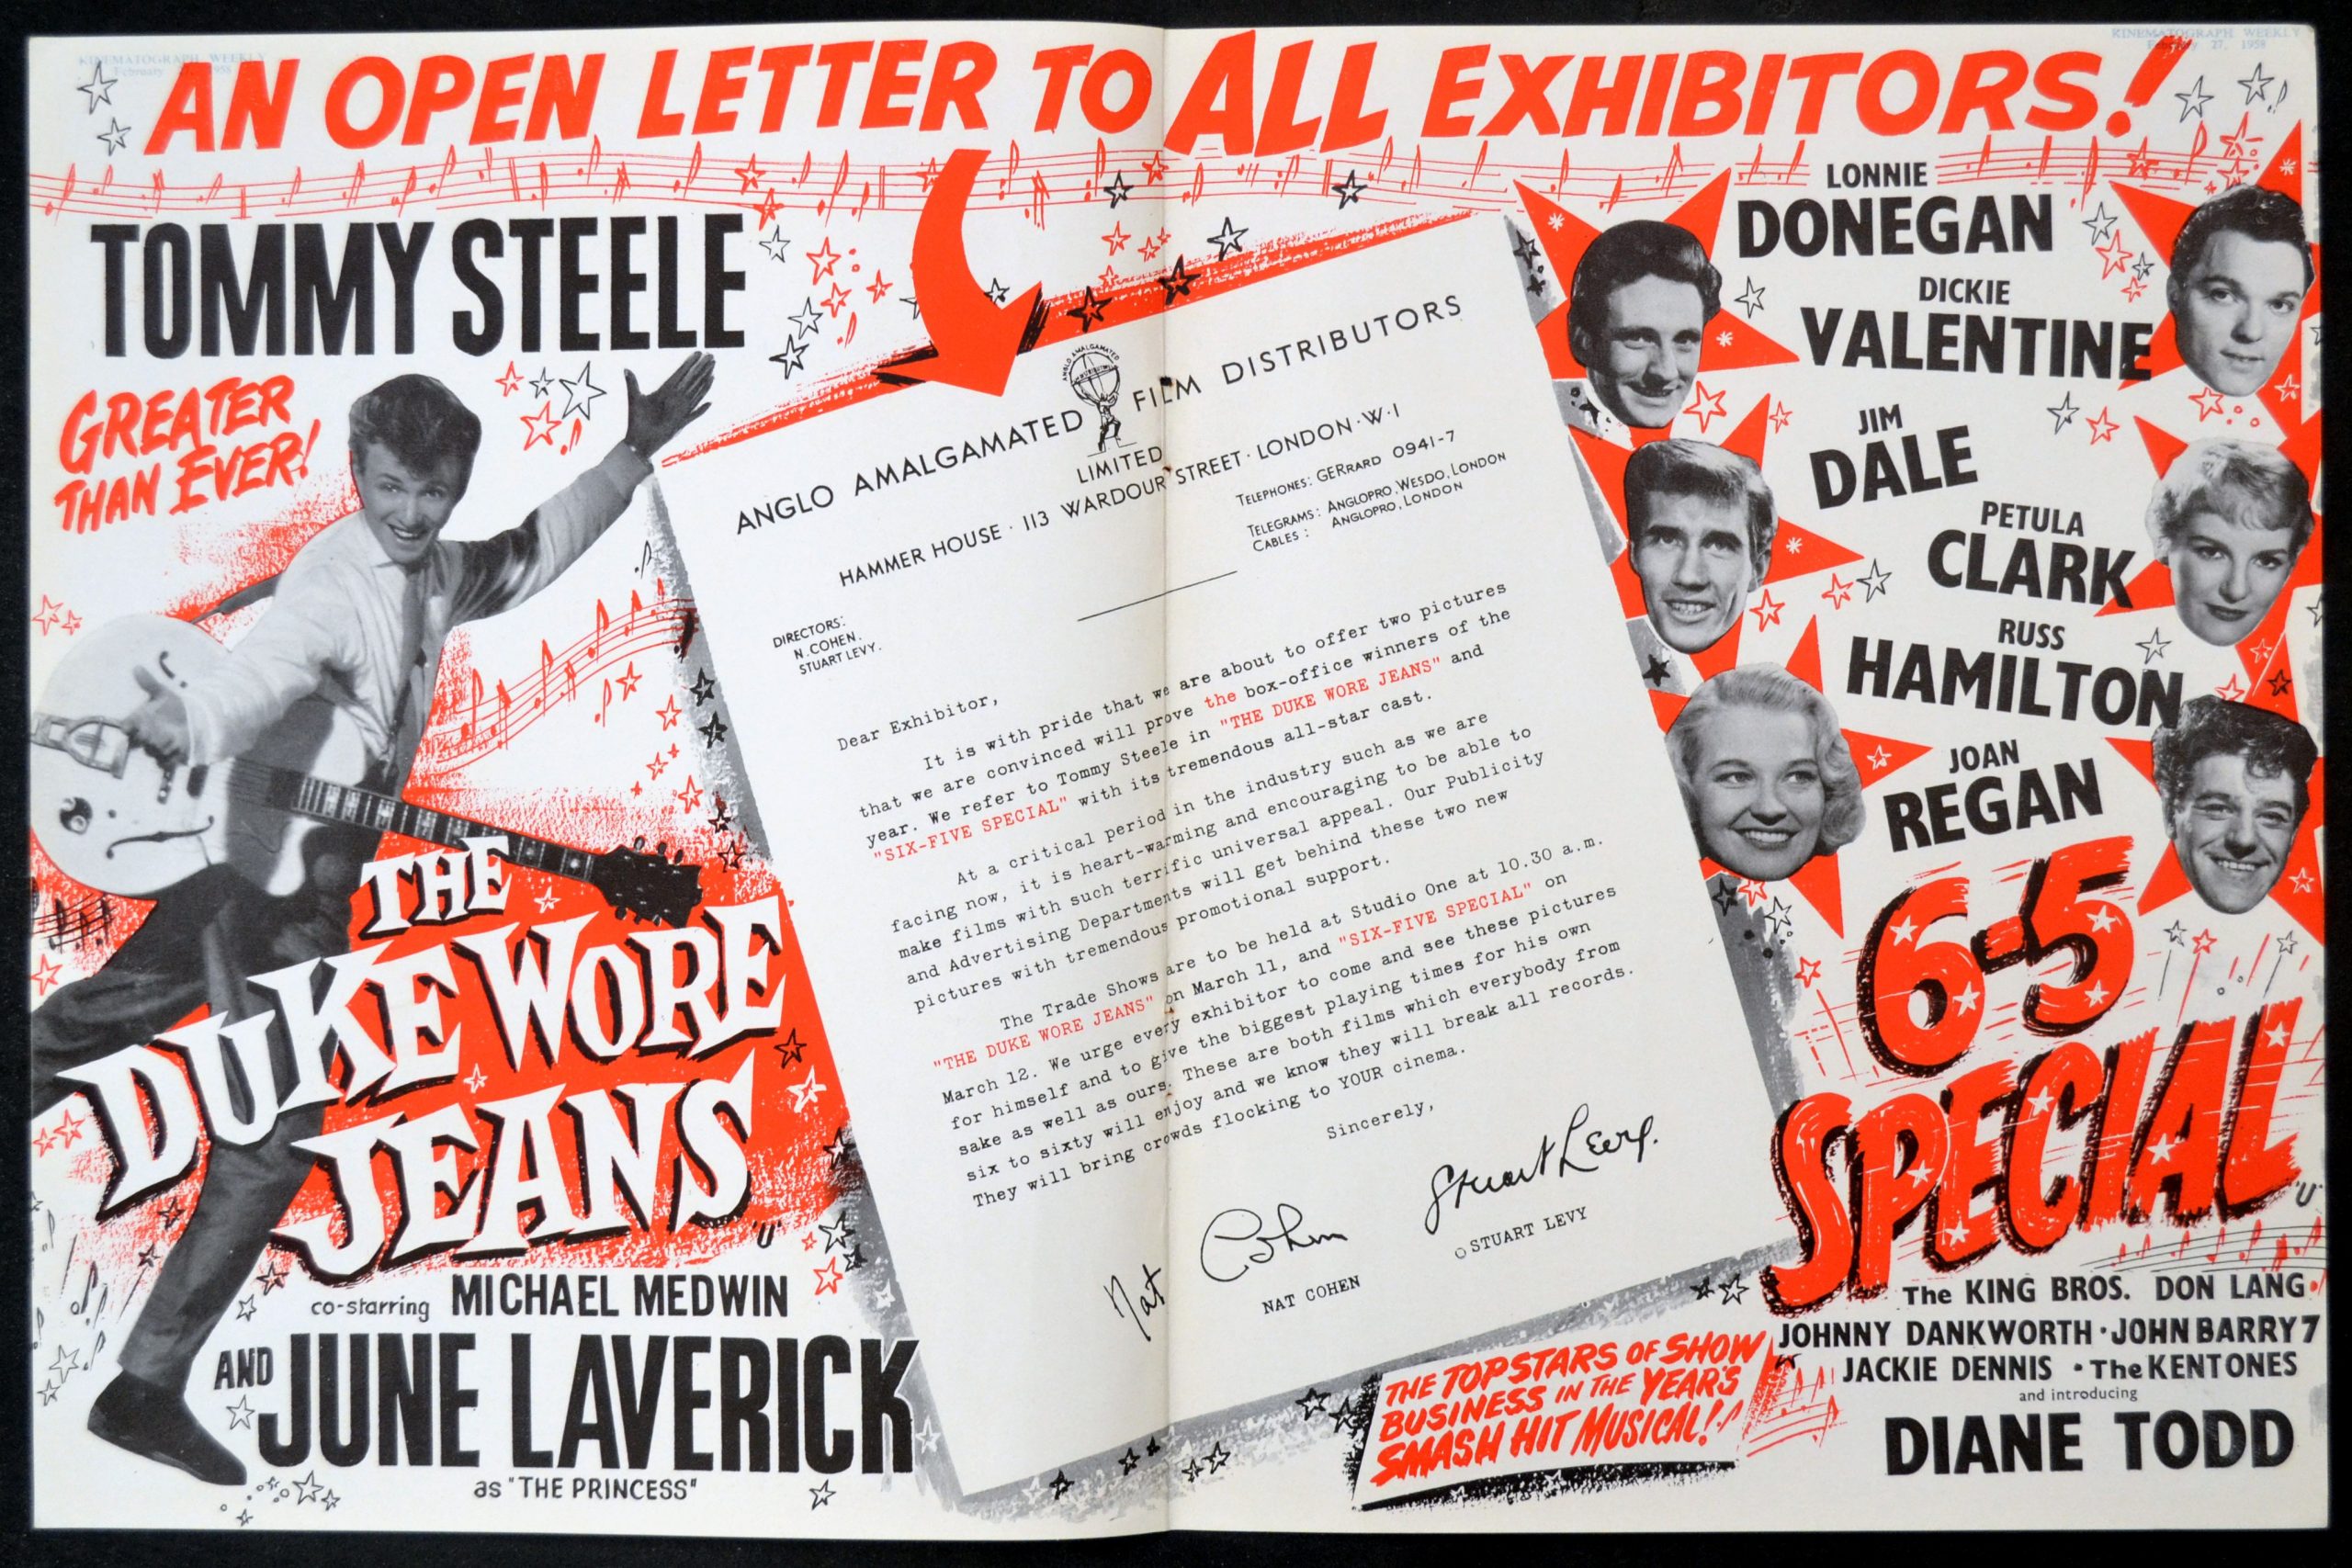 KINEMATOGRAPH WEEKLY
February 27, 1958
KINEMATOGRAPH WEEKLY
February 27, 1958
AN OPEN LETTER TO ALL EXHIBITORS!
TOMMY STEELE
GREATER
THAN EVER!
THE
DUKE WORE
JEANS
'U'
co-starring MICHAEL MEDWIN
AND JUNE LAVERICK
as "THE PRINCESS"
ANGLO AMALGAMATED FILM DISTRIBUTORS
ANGLO AMALGAMATED
LIMITED
HAMMER HOUSE · 113 WARDOUR STREET · LONDON · W·1
TELEPHONES: GERRARD 0941-7
TELEGRAMS: ANGLOPRO, WESDO, LONDON
CABLES: ANGLOPRO, LONDON
DIRECTORS:
N. COHEN.
STUART LEVY.
Dear Exhibitor,
It is with pride that we are about to offer two pictures
that we are convinced will prove the box-office winners of the
year. We refer to Tommy Steele in "THE DUKE WORE JEANS" and
"SIX-FIVE SPECIAL" with its tremendous all-star cast.
At a critical period in the industry such as we are
facing now, it is heart-warming and encouraging to be able to
make films with such terrific universal appeal. Our Publicity
and Advertising Departments will get behind these two new
pictures with tremendous promotional support.
The Trade Shows are to be held at Studio One at 10.30 a.m.
"THE DUKE WORE JEANS" on March 11, and "SIX-FIVE SPECIAL" on
March 12. We urge every exhibitor to come and see these pictures
for himself and to give the biggest playing times for his own
sake as well as ours. These are both films which everybody from
six to sixty will enjoy and we know they will break all records.
They will bring crowds flocking to YOUR cinema.
Sincerely,
Nat Cohen
Stuart Levy.
NAT COHEN
STUART LEVY
LONNIE
DONEGAN
DICKIE
VALENTINE
JIM
DALE
PETULA
CLARK
RUSS
HAMILTON
JOAN
REGAN
6-5
SPECIAL
'U'
THE TOP STARS OF SHOW
BUSINESS IN THE YEAR'S
SMASH HIT MUSICAL!
The KING BROS. DON LANG
JOHNNY DANKWORTH · JOHN BARRY 7
JACKIE DENNIS · The KENTONES
and introducing
DIANE TODD